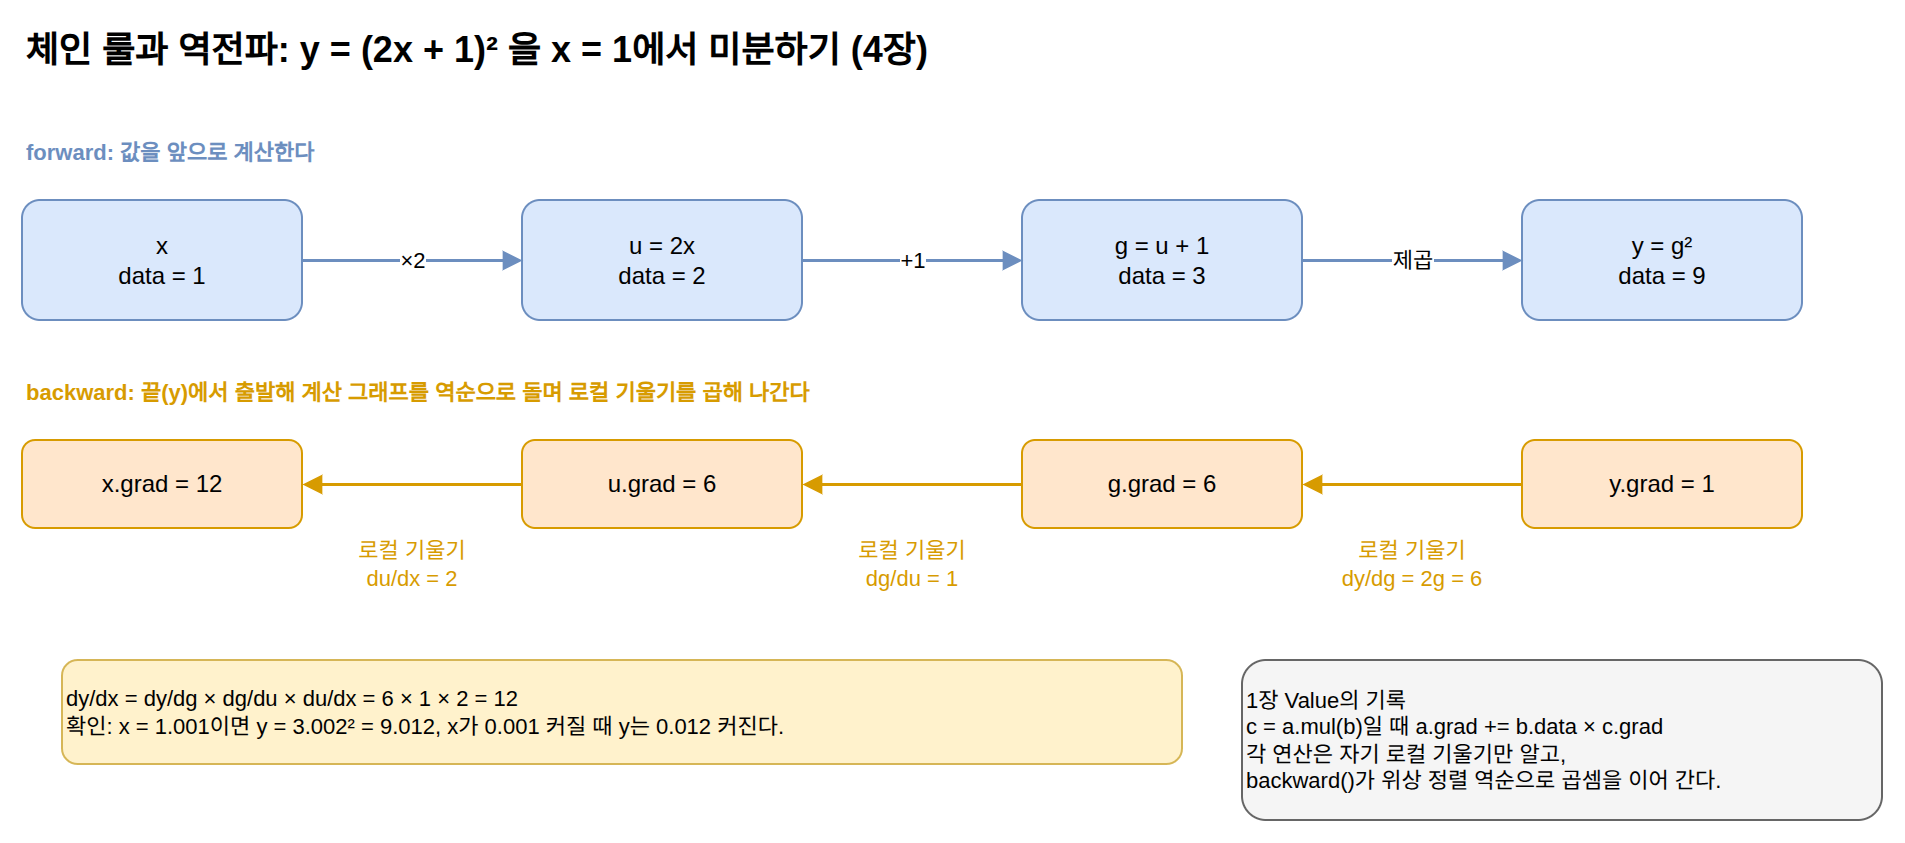 체인 룰과 역전파: y = (2x + 1)² 을 x = 1에서 미분하기 (4장)
forward: 값을 앞으로 계산한다
x
data = 1
×2
u = 2x
data = 2
+1
g = u + 1
data = 3
제곱
y = g²
data = 9
backward: 끝(y)에서 출발해 계산 그래프를 역순으로 돌며 로컬 기울기를 곱해 나간다
x.grad = 12
u.grad = 6
g.grad = 6
y.grad = 1
로컬 기울기
du/dx = 2
로컬 기울기
dg/du = 1
로컬 기울기
dy/dg = 2g = 6
dy/dx = dy/dg × dg/du × du/dx = 6 × 1 × 2 = 12
확인: x = 1.001이면 y = 3.002² = 9.012, x가 0.001 커질 때 y는 0.012 커진다.
1장 Value의 기록
c = a.mul(b)일 때 a.grad += b.data × c.grad
각 연산은 자기 로컬 기울기만 알고,
backward()가 위상 정렬 역순으로 곱셈을 이어 간다.